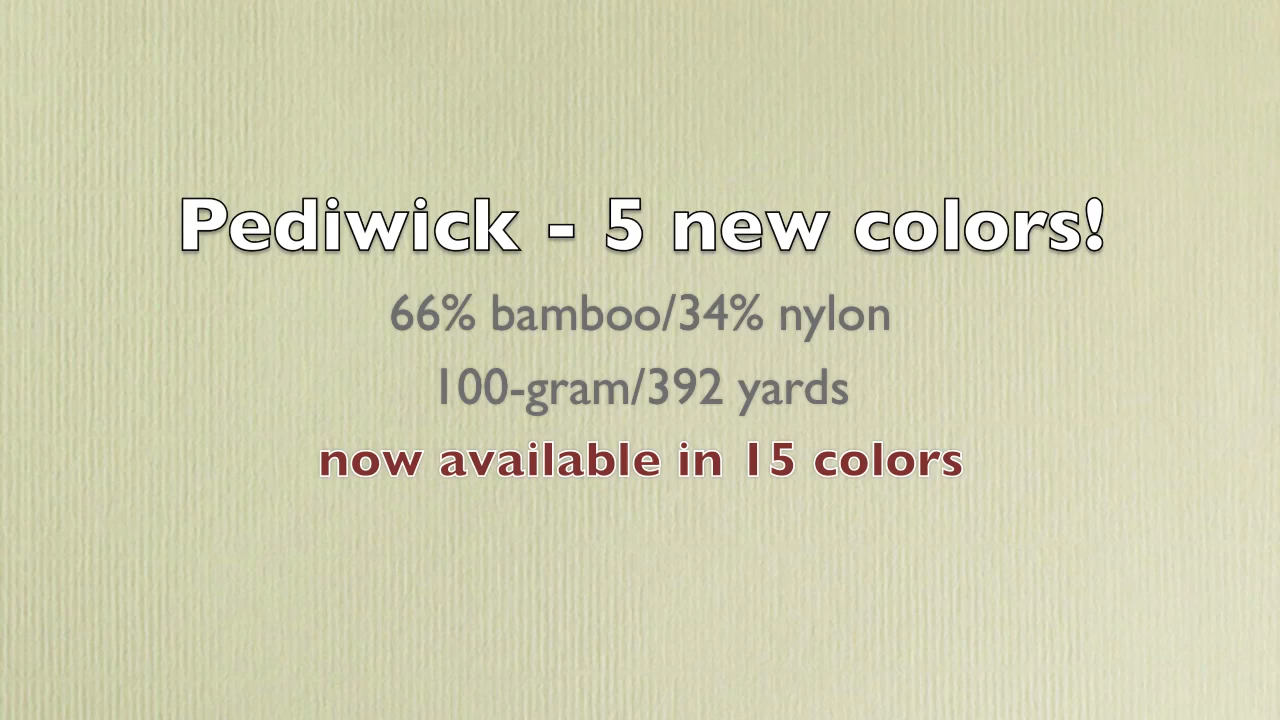 Pediwick - 5 new colors!
66% bamboo/34% nylon
100-gram/392 yards
now available in 15 colors